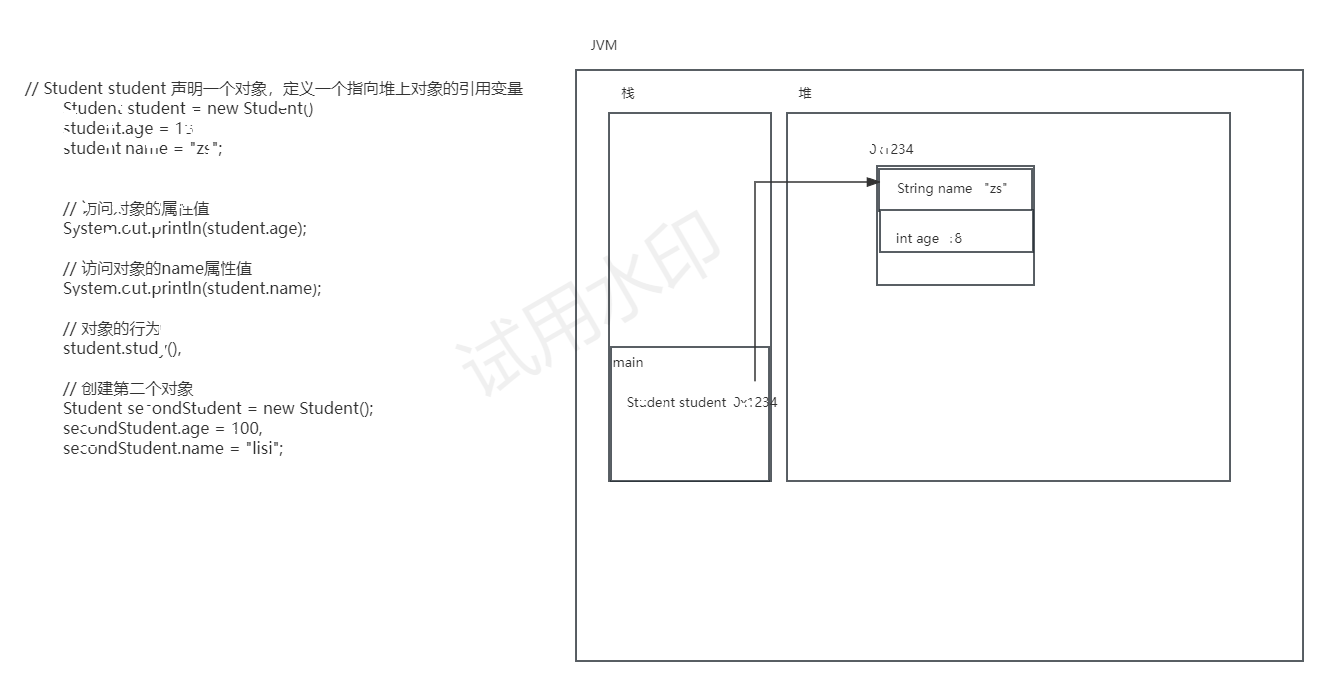 JVM
// Student student 声明一个对象，定义一个指向堆上对象的引用变量
Student student = new Student()
student.age = 
student name = "zs";
// 访问对象的属性值
System.out.println(student.age);
// 访问对象的name属性值
System.out.println(student.name);
// 对象的行为
student.study(),
// 创建第二个对象
Student secondStudent = new Student();
secondStudent.age = 100,
secondStudent.name = "lisi";
栈
堆
0x1234
String name "zs"
int age
main
Student student 0x1234
试用水印